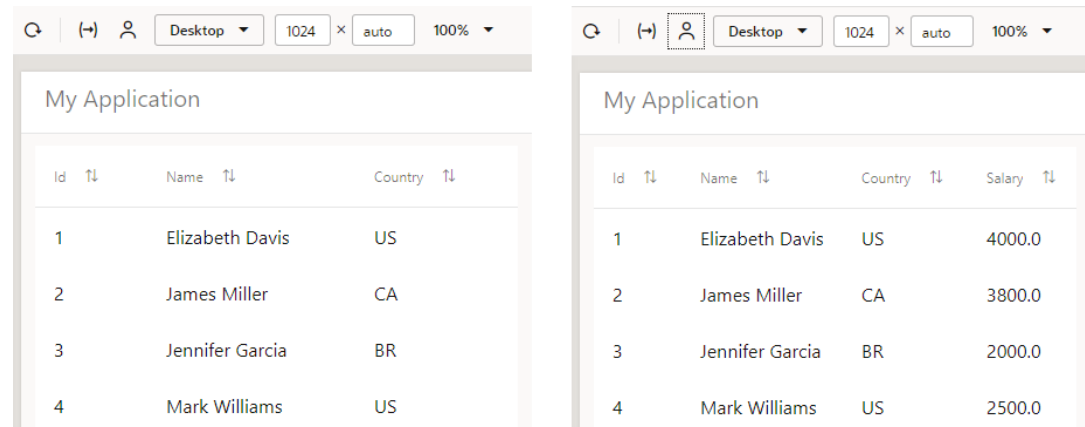 Desktop 1024 × auto 100%
My Application
Id Name Country
1 Elizabeth Davis US
2 James Miller CA
3 Jennifer Garcia BR
4 Mark Williams US
Desktop 1024 × auto 100%
My Application
Id Name Country Salary
1 Elizabeth Davis US 4000.0
2 James Miller CA 3800.0
3 Jennifer Garcia BR 2000.0
4 Mark Williams US 2500.0